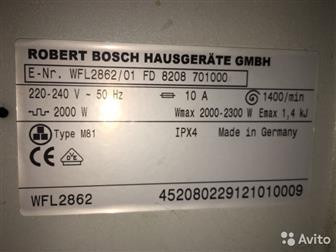 ROBERT BOSCH HAUSGERÄTE GMBH
E-Nr. WFL2862/01 FD 8208 701000
220-240 V ~ 50 Hz 10 A 1400/min
2000 W Wmax 2000-2300 W Emax 1,4 kJ
Type M81 IPX4 Made in Germany
DVE
WFL2862 452080229121010009
Avito